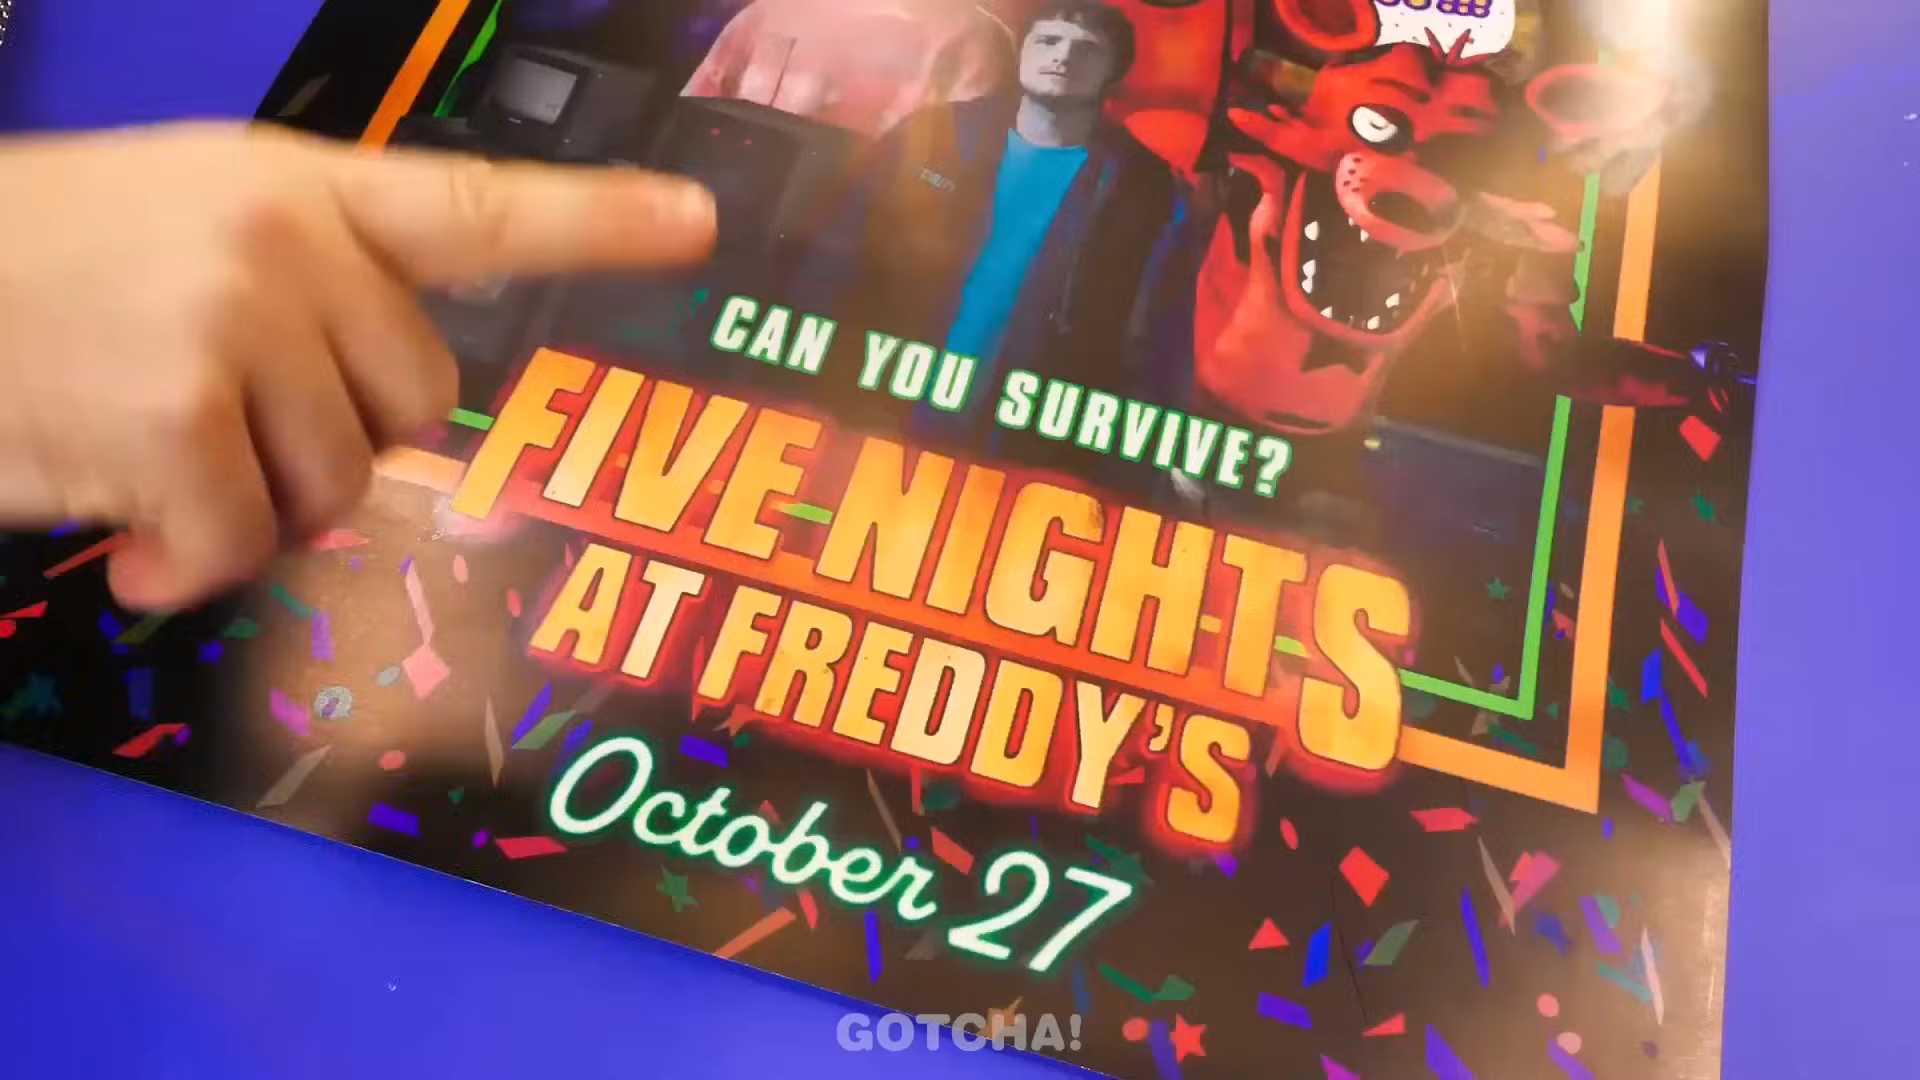 CAN YOU SURVIVE?
FIVE NIGHTS
AT FREDDY'S
October 27
GOTCHA!